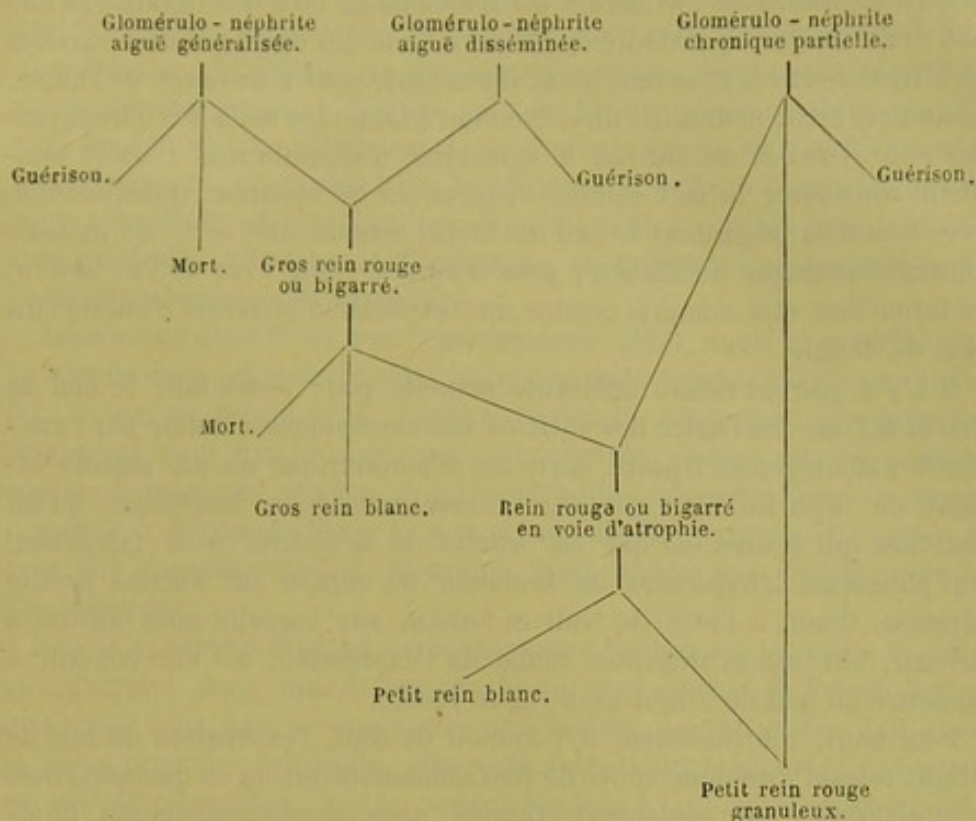 Glomérulo - néphrite
aiguë généralisée.
Glomérulo - néphrite
aiguë disséminée.
Glomérulo - néphrite
chronique partielle.
Guérison.
Guérison.
Guérison.
Mort.
Gros rein rouge
ou bigarré.
Mort.
Gros rein blanc.
Rein rouga ou bigarré
en voie d'atrophie.
Petit rein blanc.
Petit rein rouge
granuleux.